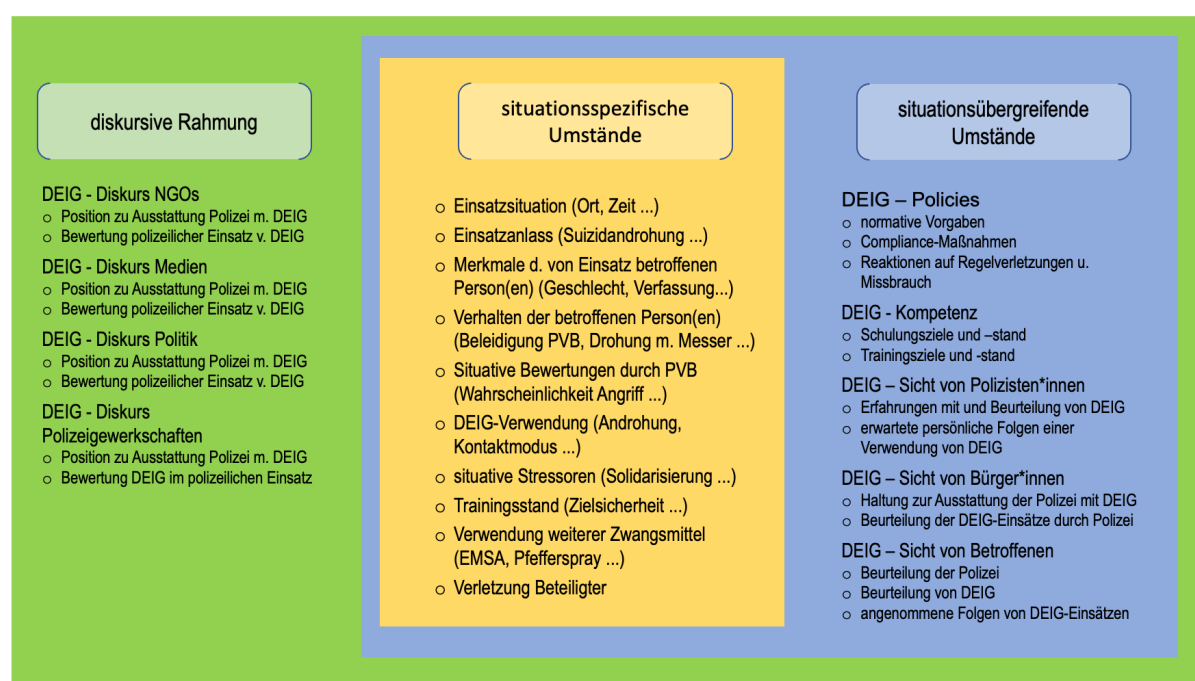 diskursive Rahmung
DEIG - Diskurs NGOs
o Position zu Ausstattung Polizei m. DEIG
o Bewertung polizeilicher Einsatz v. DEIG
DEIG - Diskurs Medien
o Position zu Ausstattung Polizei m. DEIG
o Bewertung polizeilicher Einsatz v. DEIG
DEIG - Diskurs Politik
o Position zu Ausstattung Polizei m. DEIG
o Bewertung polizeilicher Einsatz v. DEIG
DEIG - Diskurs
Polizeigewerkschaften
o Position zu Ausstattung Polizei m. DEIG
o Bewertung DEIG im polizeilichen Einsatz
situationsspezifische
Umstände
o Einsatzsituation (Ort, Zeit ...)
o Einsatzanlass (Suizidandrohung ...)
o Merkmale d. von Einsatz betroffenen
Person(en) (Geschlecht, Verfassung...)
o Verhalten der betroffenen Person(en)
(Beleidigung PVB, Drohung m. Messer ...)
o Situative Bewertungen durch PVB
(Wahrscheinlichkeit Angriff ...)
o DEIG-Verwendung (Androhung,
Kontaktmodus ...)
o situative Stressoren (Solidarisierung ...)
o Trainingsstand (Zielsicherheit ...)
o Verwendung weiterer Zwangsmittel
(EMSA, Pfefferspray ...)
o Verletzung Beteiligter
situationsübergreifende
Umstände
DEIG – Policies
o normative Vorgaben
o Compliance-Maßnahmen
o Reaktionen auf Regelverletzungen u.
Missbrauch
DEIG - Kompetenz
o Schulungsziele und –stand
o Trainingsziele und -stand
DEIG – Sicht von Polizisten*innen
o Erfahrungen mit und Beurteilung von DEIG
o erwartete persönliche Folgen einer
Verwendung von DEIG
DEIG – Sicht von Bürger*innen
o Haltung zur Ausstattung der Polizei mit DEIG
o Beurteilung der DEIG-Einsätze durch Polizei
DEIG – Sicht von Betroffenen
o Beurteilung der Polizei
o Beurteilung von DEIG
o angenommene Folgen von DEIG-Einsätzen